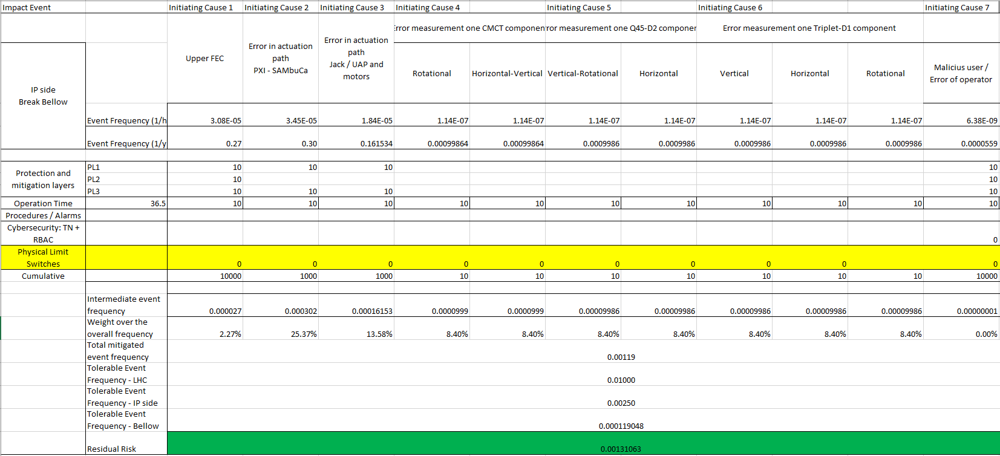 Impact Event Initiating Cause 1 Initiating Cause 2 Initiating Cause 3 Initiating Cause 4 Initiating Cause 5 Initiating Cause 6 Initiating Cause 7
Error measurement one CMCT componen ror measurement one Q45-D2 componer Error measurement one Triplet-D1 component
Upper FEC
Error in actuation
path
PXI - SAMbuCa
Error in actuation
path
Jack / UAP and
motors
Rotational Horizontal-Vertical Vertical-Rotational Horizontal Vertical Horizontal Rotational
Malicius user /
Error of operator
IP side
Break Bellow
Event Frequency (1/h 3.08E-05 3.45E-05 1.84E-05 1.14E-07 1.14E-07 1.14E-07 1.14E-07 1.14E-07 1.14E-07 1.14E-07 6.38E-09
Event Frequency (1/y 0.27 0.30 0.161534 0.00099864 0.00099864 0.0009986 0.0009986 0.0009986 0.0009986 0.0009986 0.0000559
Protection and
mitigation layers
PL1 10 10 10 10
PL2 10 10
PL3 10 10 10 10
Operation Time 36.5 10 10 10 10 10 10 10 10 10 10 10
Procedures / Alarms
Cybersecurity: TN +
RBAC 0
Physical Limit
Switches 0 0 0 0 0 0 0 0 0 0
Cumulative 10000 1000 1000 10 10 10 10 10 10 10 10000
Intermediate event
frequency 0.000027 0.000302 0.00016153 0.0000999 0.0000999 0.00009986 0.00009986 0.00009986 0.00009986 0.00009986 0.00000001
Weight over the
overall frequency 2.27% 25.37% 13.58% 8.40% 8.40% 8.40% 8.40% 8.40% 8.40% 8.40% 0.00%
Total mitigated
event frequency 0.00119
Tolerable Event
Frequency - LHC 0.01000
Tolerable Event
Frequency - IP side 0.00250
Tolerable Event
Frequency - Bellow 0.000119048
Residual Risk 0.00131063